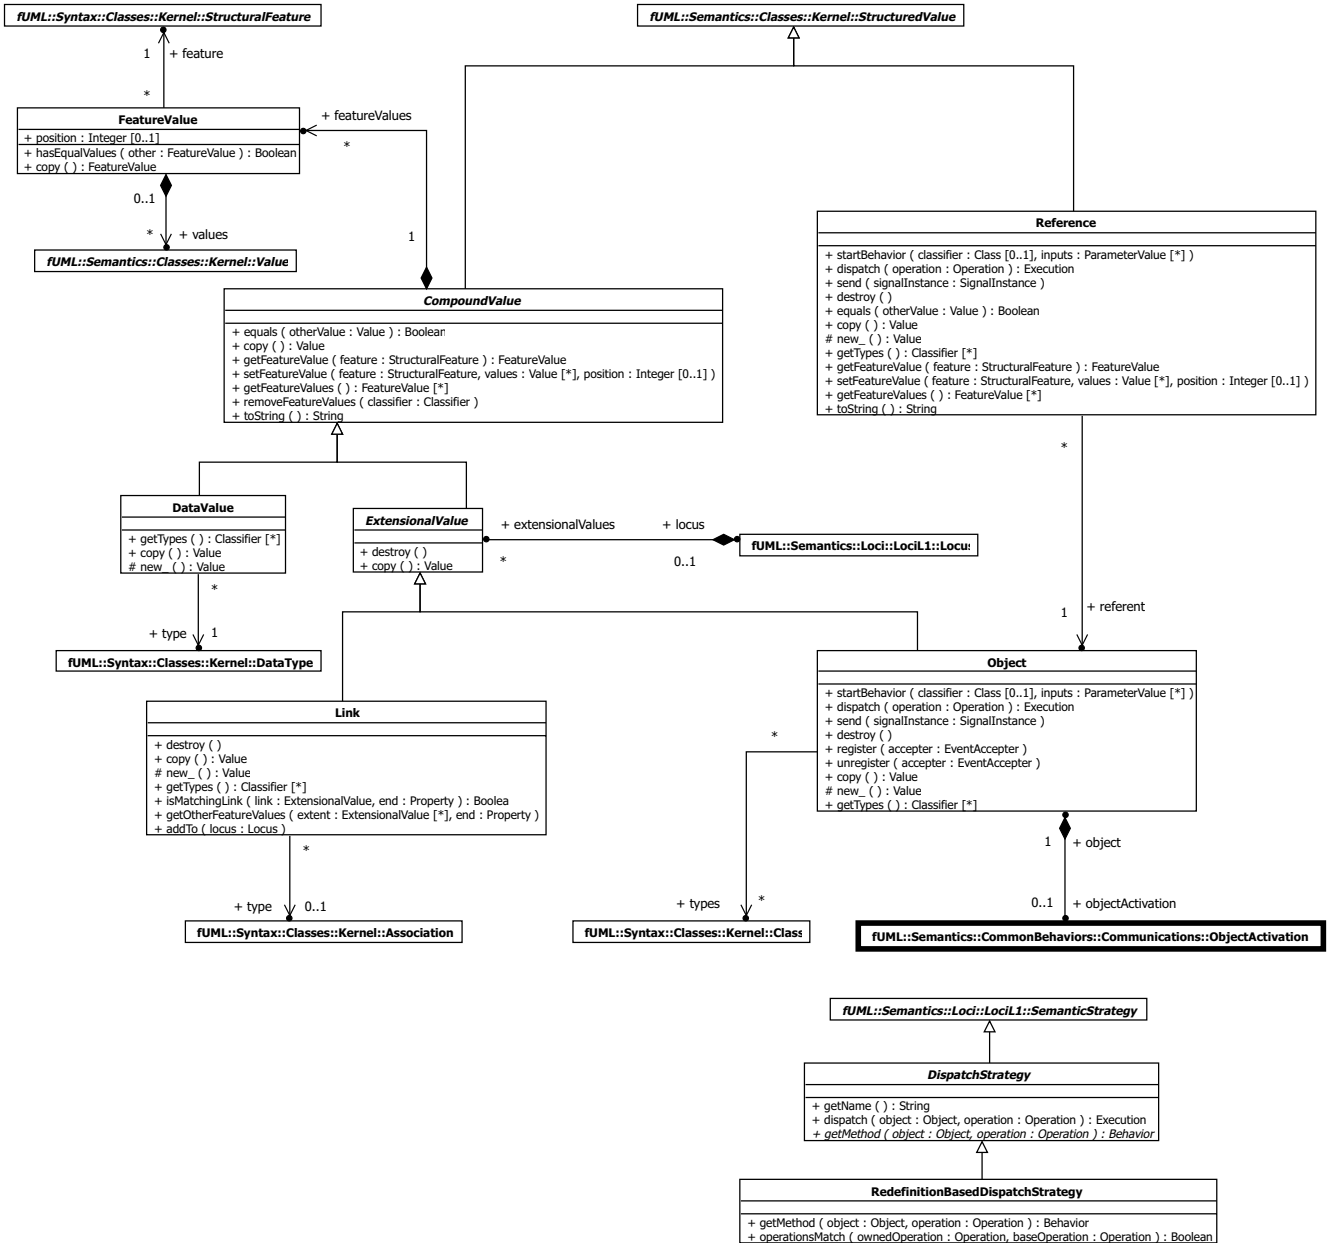 fUML::Syntax::Classes::Kernel::StructuralFeature
fUML::Semantics::Classes::Kernel::StructuredValue
1
+ feature
*
FeatureValue
+ position : Integer [0..1]
+ hasEqualValues ( other : FeatureValue ) : Boolean
+ copy ( ) : FeatureValue
+ featureValues
*
0..1
* + values
fUML::Semantics::Classes::Kernel::Value
1
Reference
+ startBehavior ( classifier : Class [0..1], inputs : ParameterValue [*] )
+ dispatch ( operation : Operation ) : Execution
+ send ( signalInstance : SignalInstance )
+ destroy ( )
+ equals ( otherValue : Value ) : Boolean
+ copy ( ) : Value
# new_ ( ) : Value
+ getTypes ( ) : Classifier [*]
+ getFeatureValue ( feature : StructuralFeature ) : FeatureValue
+ setFeatureValue ( feature : StructuralFeature, values : Value [*], position : Integer [0..1] )
+ getFeatureValues ( ) : FeatureValue [*]
+ toString ( ) : String
CompoundValue
+ equals ( otherValue : Value ) : Boolean
+ copy ( ) : Value
+ getFeatureValue ( feature : StructuralFeature ) : FeatureValue
+ setFeatureValue ( feature : StructuralFeature, values : Value [*], position : Integer [0..1] )
+ getFeatureValues ( ) : FeatureValue [*]
+ removeFeatureValues ( classifier : Classifier )
+ toString ( ) : String
*
DataValue
+ getTypes ( ) : Classifier [*]
+ copy ( ) : Value
# new_ ( ) : Value
ExtensionalValue
+ destroy ( )
+ copy ( ) : Value
+ extensionalValues
*
+ locus
0..1
fUML::Semantics::Loci::LociL1::Locus
*
+ type 1
fUML::Syntax::Classes::Kernel::DataType
1 + referent
Object
+ startBehavior ( classifier : Class [0..1], inputs : ParameterValue [*] )
+ dispatch ( operation : Operation ) : Execution
+ send ( signalInstance : SignalInstance )
+ destroy ( )
+ register ( accepter : EventAccepter )
+ unregister ( accepter : EventAccepter )
+ copy ( ) : Value
# new_ ( ) : Value
+ getTypes ( ) : Classifier [*]
Link
+ destroy ( )
+ copy ( ) : Value
# new_ ( ) : Value
+ getTypes ( ) : Classifier [*]
+ isMatchingLink ( link : ExtensionalValue, end : Property ) : Boolea
+ getOtherFeatureValues ( extent : ExtensionalValue [*], end : Property )
+ addTo ( locus : Locus )
*
*
1 + object
+ type 0..1
+ types *
0..1 + objectActivation
fUML::Syntax::Classes::Kernel::Association
fUML::Syntax::Classes::Kernel::Class
fUML::Semantics::CommonBehaviors::Communications::ObjectActivation
fUML::Semantics::Loci::LociL1::SemanticStrategy
DispatchStrategy
+ getName ( ) : String
+ dispatch ( object : Object, operation : Operation ) : Execution
+ getMethod ( object : Object, operation : Operation ) : Behavior
RedefinitionBasedDispatchStrategy
+ getMethod ( object : Object, operation : Operation ) : Behavior
+ operationsMatch ( ownedOperation : Operation, baseOperation : Operation ) : Boolean